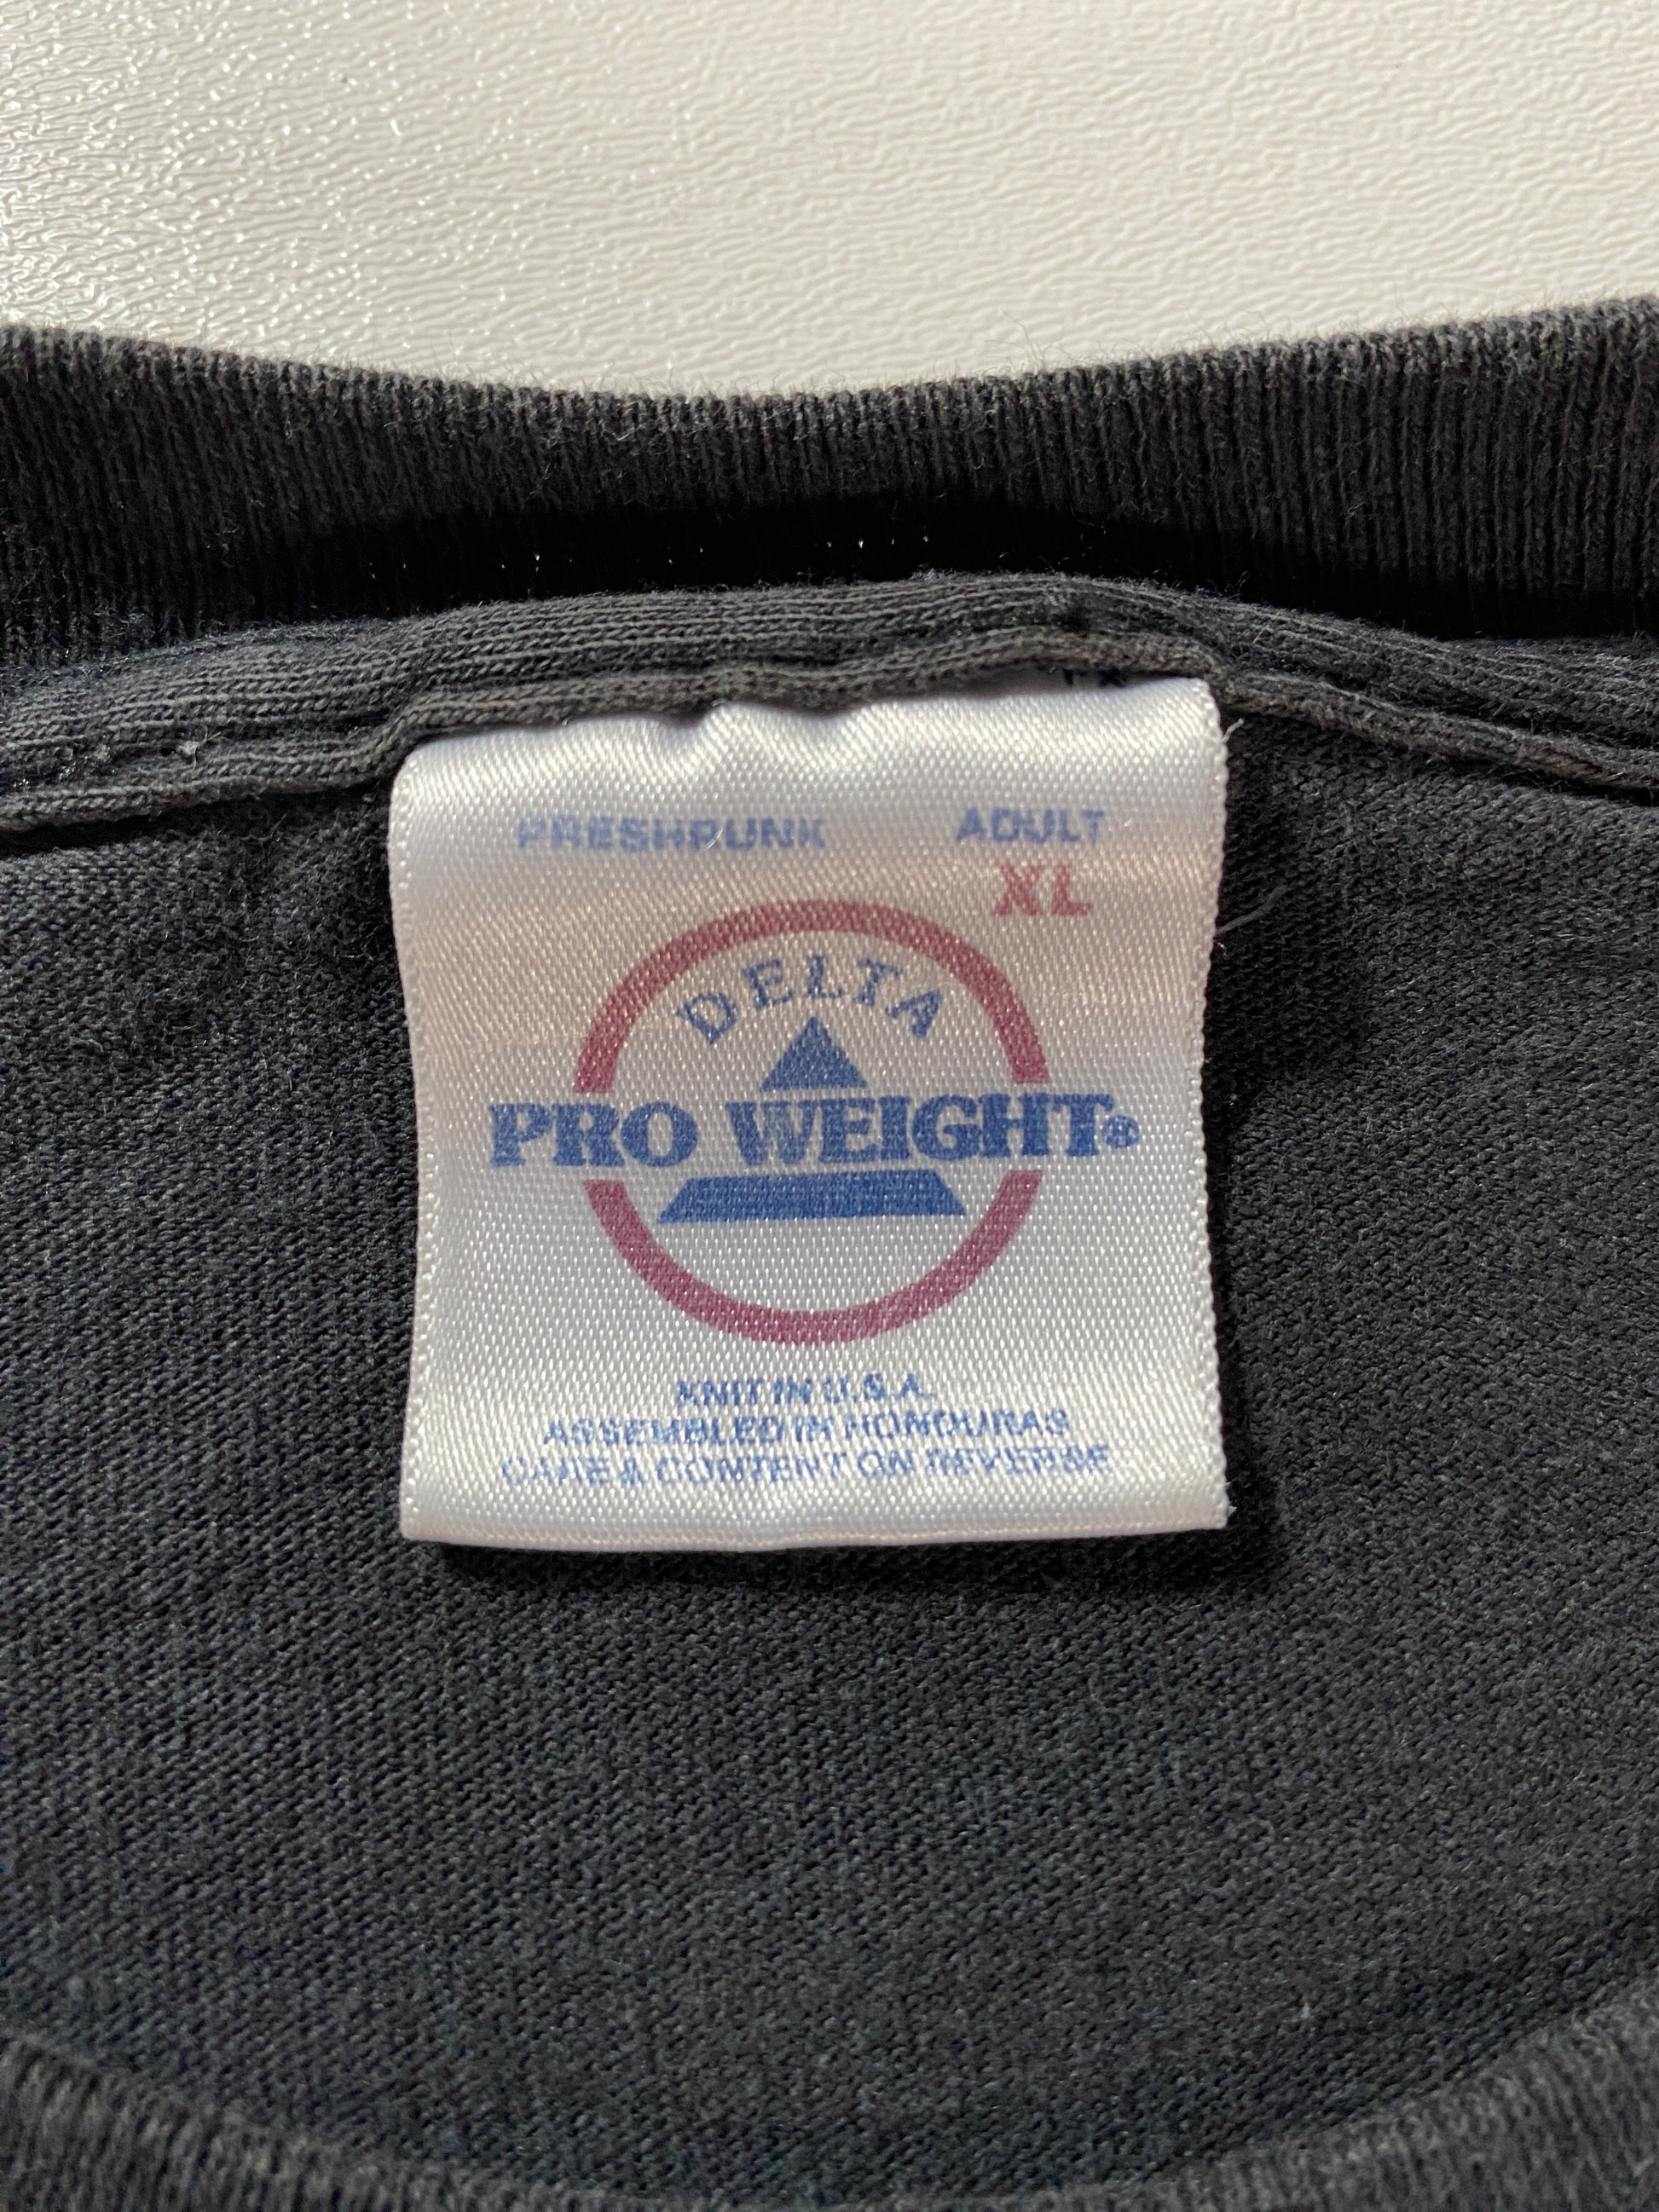 PRESHRUNK ADULT
XL
DELTA
PRO WEIGHT®
KNIT IN U.S.A.
ASSEMBLED IN HONDURAS
CARE & CONTENT ON REVERSE